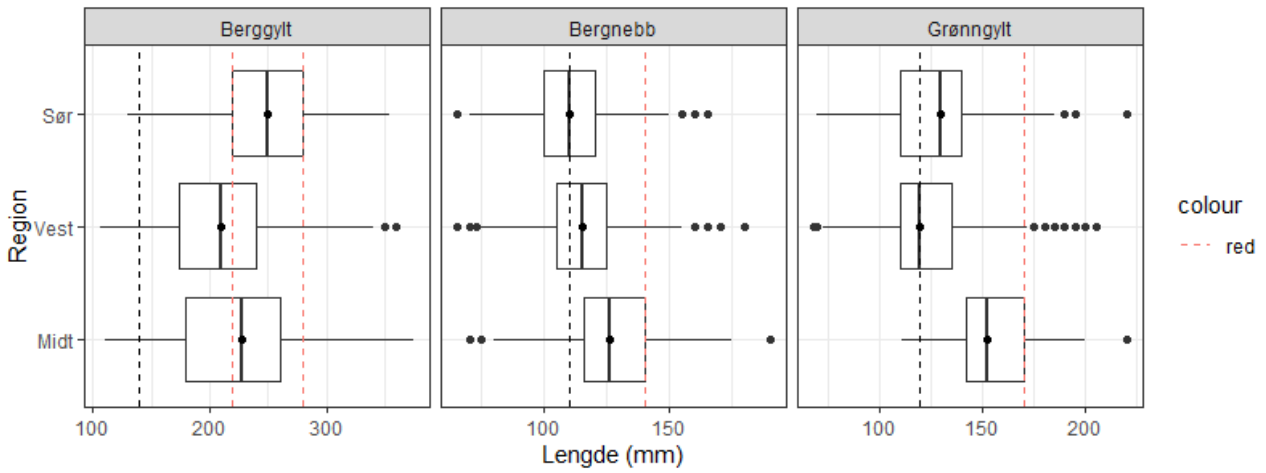 Berggylt Bergnebb Grønngylt
Sør
Vest
Midt
Region
100 200 300 100 150 100 150 200
Lengde (mm)
colour
red